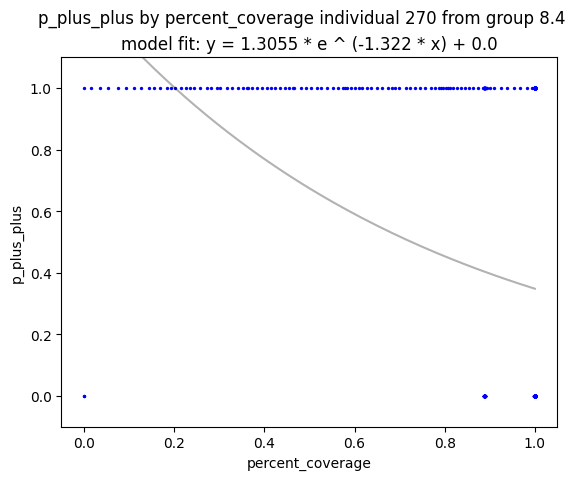 p_plus_plus by percent_coverage individual 270 from group 8.4
model fit: y = 1.3055 * e ^ (-1.322 * x) + 0.0
1.0
0.8
0.6
0.4
0.2
0.0
p_plus_plus
0.0 0.2 0.4 0.6 0.8 1.0
percent_coverage